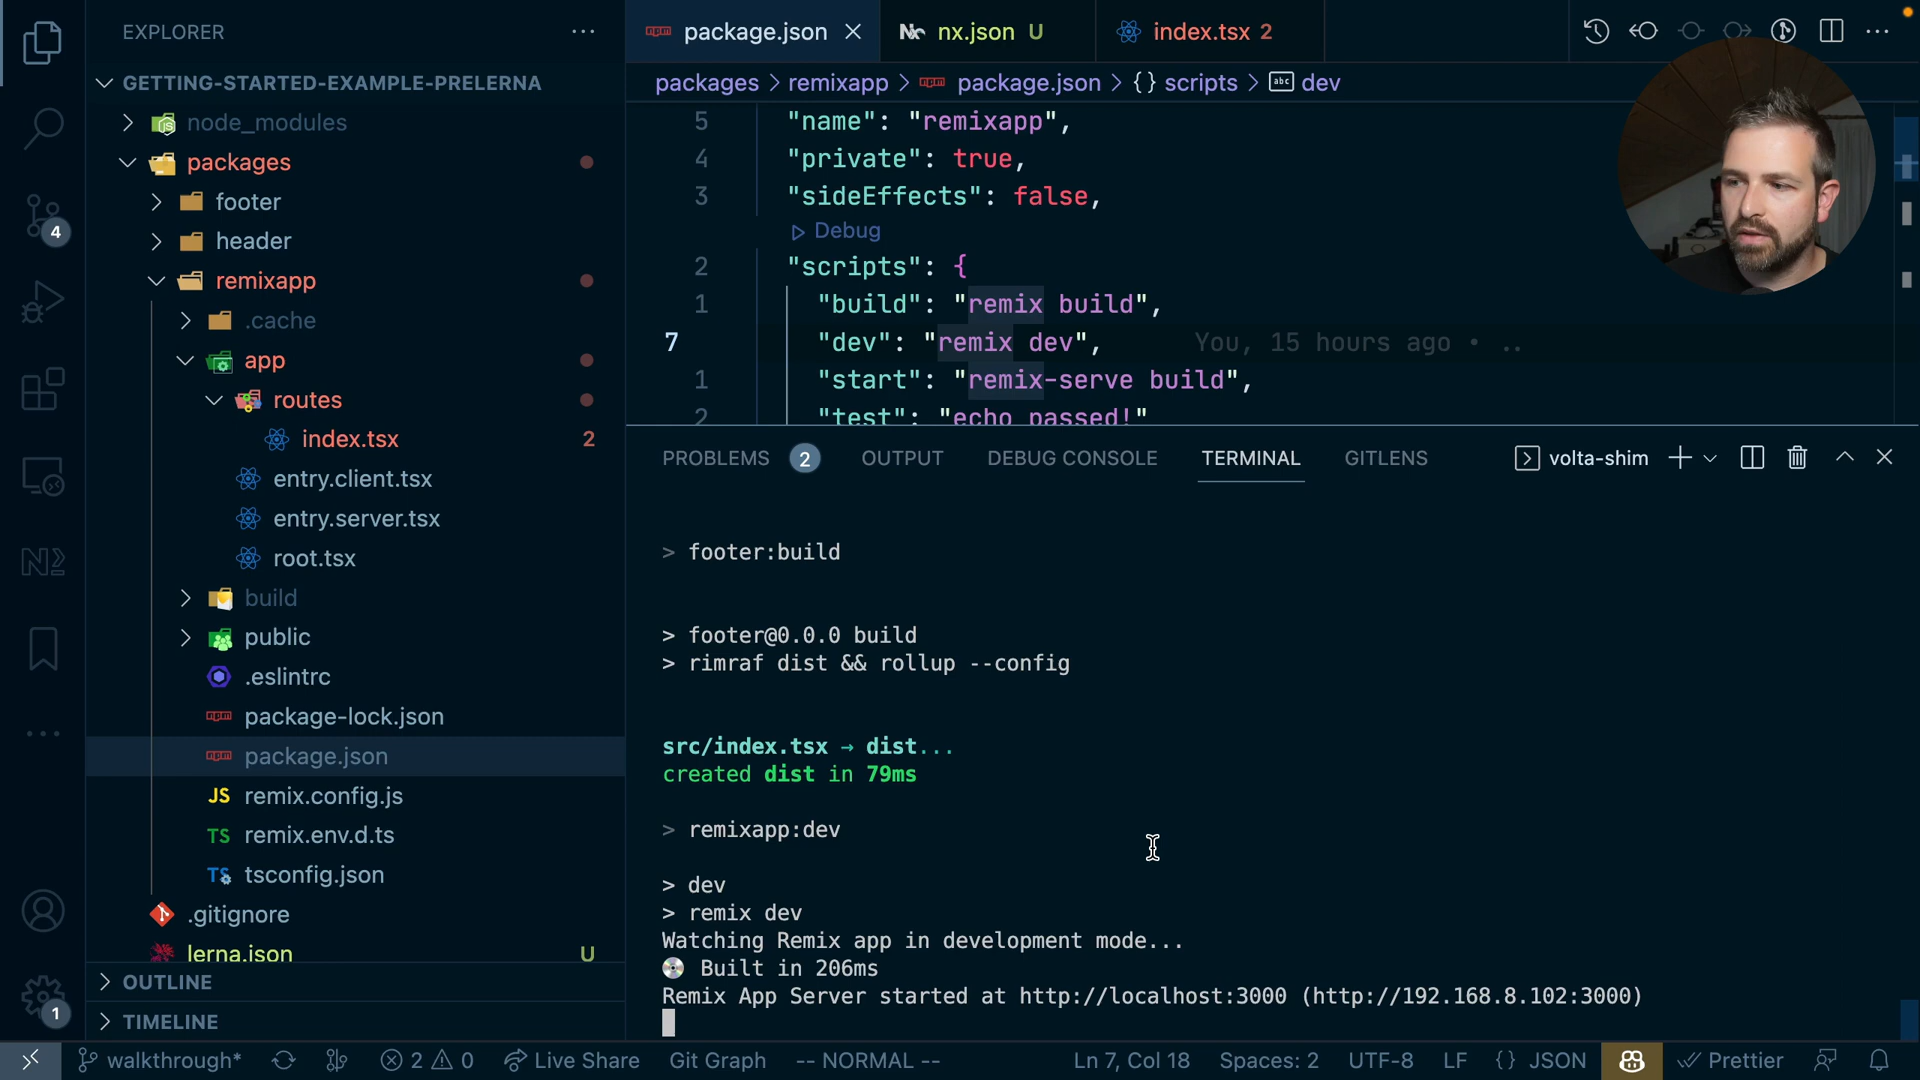 EXPLORER
GETTING-STARTED-EXAMPLE-PRELERNA
node_modules
packages
footer
header
remixapp
.cache
app
routes
index.tsx 2
entry.client.tsx
entry.server.tsx
root.tsx
build
public
.eslintrc
package-lock.json
package.json
JS remix.config.js
TS remix.env.d.ts
TS tsconfig.json
.gitignore
lerna.json U
OUTLINE
TIMELINE
4
1
package.json
nx.json U
index.tsx 2
packages > remixapp > package.json > {} scripts > abc dev
5 "name": "remixapp",
4 "private": true,
3 "sideEffects": false,
Debug
2 "scripts": {
1 "build": "remix build",
7 "dev": "remix dev", You, 15 hours ago • ..
1 "start": "remix-serve build",
2 "test": "echo passed!"
PROBLEMS 2 OUTPUT DEBUG CONSOLE TERMINAL GITLENS volta-shim
> footer:build
> footer@0.0.0 build
> rimraf dist && rollup --config
src/index.tsx → dist...
created dist in 79ms
> remixapp:dev
> dev
> remix dev
Watching Remix app in development mode...
💿 Built in 206ms
Remix App Server started at http://localhost:3000 (http://192.168.8.102:3000)
walkthrough* 2 0 Live Share Git Graph -- NORMAL -- Ln 7, Col 18 Spaces: 2 UTF-8 LF {} JSON Prettier